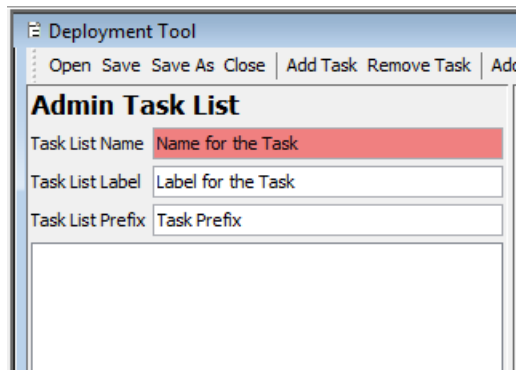 Deployment Tool
Open Save Save As Close Add Task Remove Task
Admin Task List
Task List Name Name for the Task
Task List Label Label for the Task
Task List Prefix Task Prefix